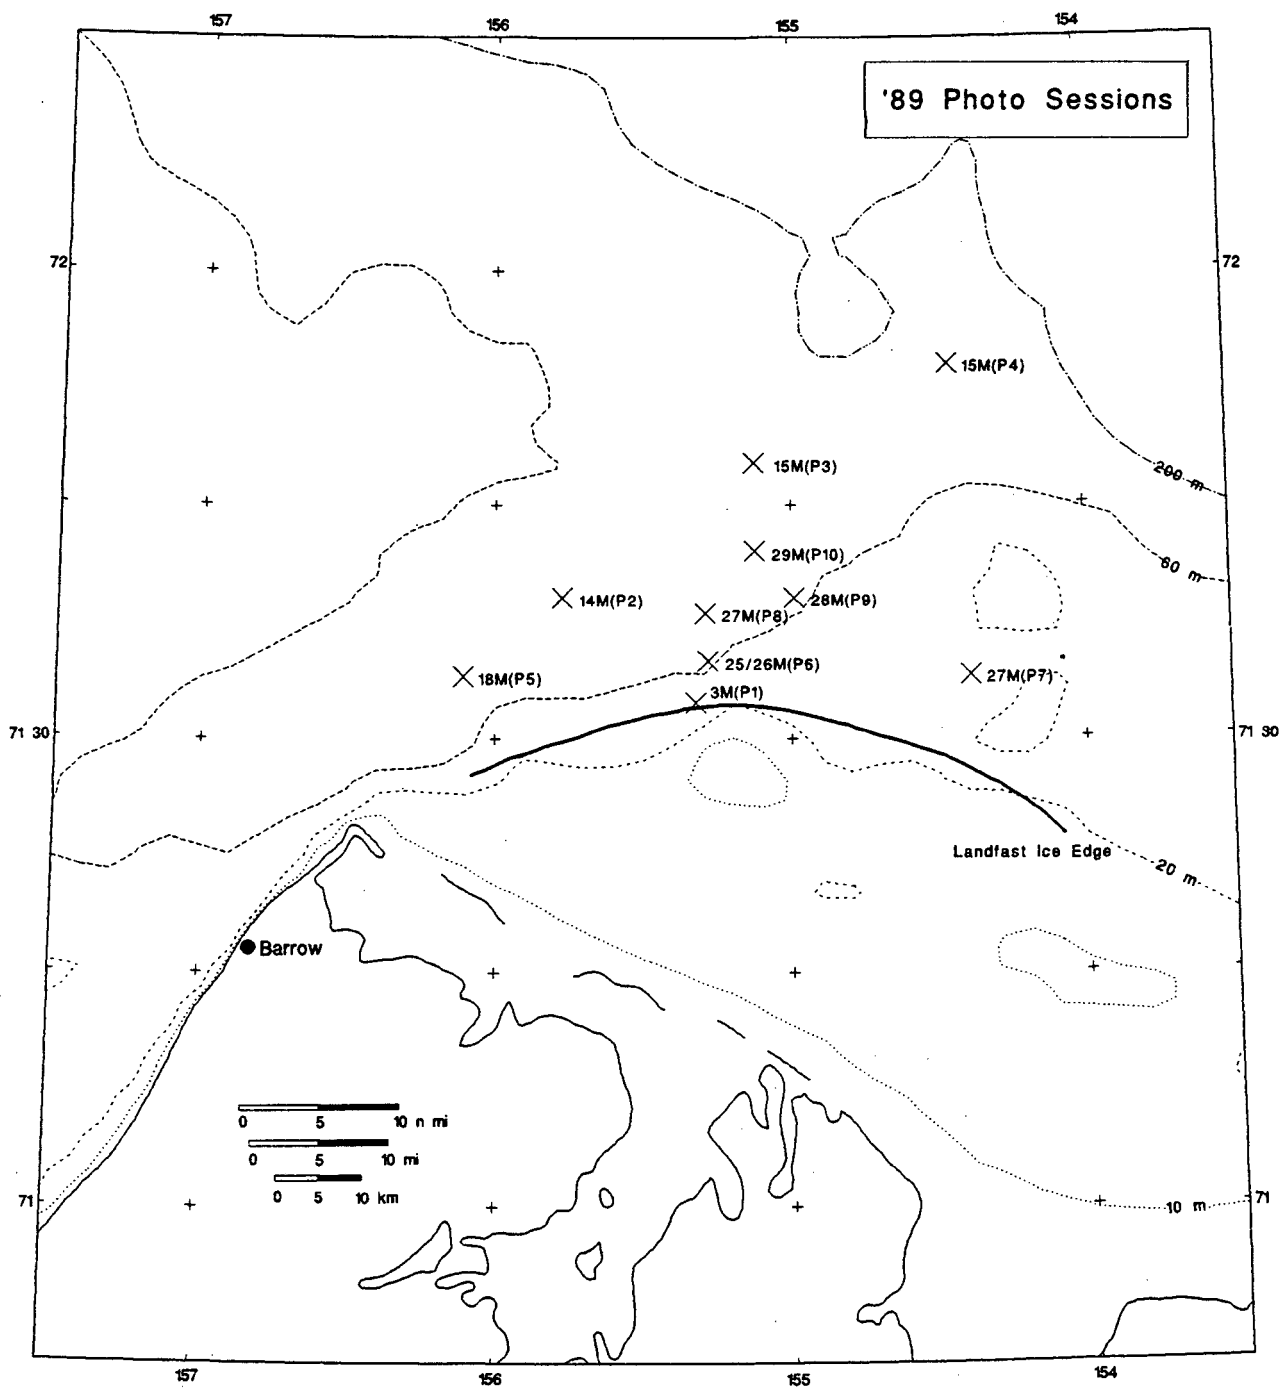 157 156 155 154
'89 Photo Sessions
72 72
15M(P4)
15M(P3)
200 m
29M(P10)
60 m
14M(P2)
28M(P9)
27M(P8)
25/26M(P6)
18M(P5)
27M(P7)
3M(P1)
71 30 71 30
Landfast Ice Edge
20 m
Barrow
0 5 10 n mi
0 5 10 mi
0 5 10 km
71 71
10 m
157 156 155 154